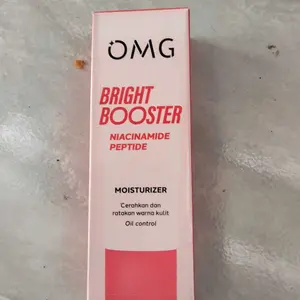 OMG
BRIGHT
BOOSTER
NIACINAMIDE
PEPTIDE
MOISTURIZER
Cerahkan dan
ratakan warna kulit
Oil control